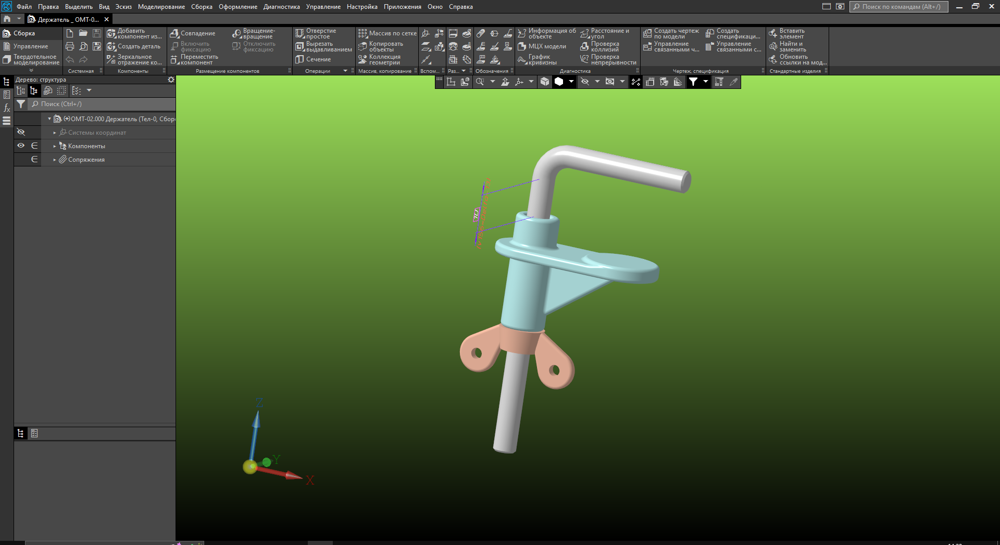 Файл Правка Выделить Вид Эскиз Моделирование Сборка Оформление Диагностика Управление Настройка Приложения Окно Справка
Поиск по командам (Alt+/)
Держатель _ ОМТ-0...
Сборка
Управление
Твердотельное
моделирование
Системная
Добавить
компонент из...
Создать деталь
Зеркальное
отражение ко...
Компоненты
Совпадение
Включить
фиксацию
Переместить
компонент
Вращение-
вращение
Отключить
фиксацию
Размещение компонентов
Отверстие
простое
Вырезать
выдавливанием
Сечение
Операции
Массив по сетке
Копировать
объекты
Коллекция
геометрии
Массив, копирование
Вспом...
Раз...
Обозначения
Информация об
объекте
МЦХ модели
График
кривизны
Расстояние и
угол
Проверка
коллизий
Проверка
непрерывности
Диагностика
Создать чертеж
по модели
Управление
связанными ч...
Создать
спецификаци...
Управление
связанными с...
Чертеж, спецификация
Вставить
элемент
Найти и
заменить
Обновить
ссылки на мод...
Стандартные изделия
Дерево: структура
Поиск (Ctrl+/)
(+)ОМТ-02.000 Держатель (Тел-0, Сбор
Системы координат
Компоненты
Сопряжения
Z
Y
X